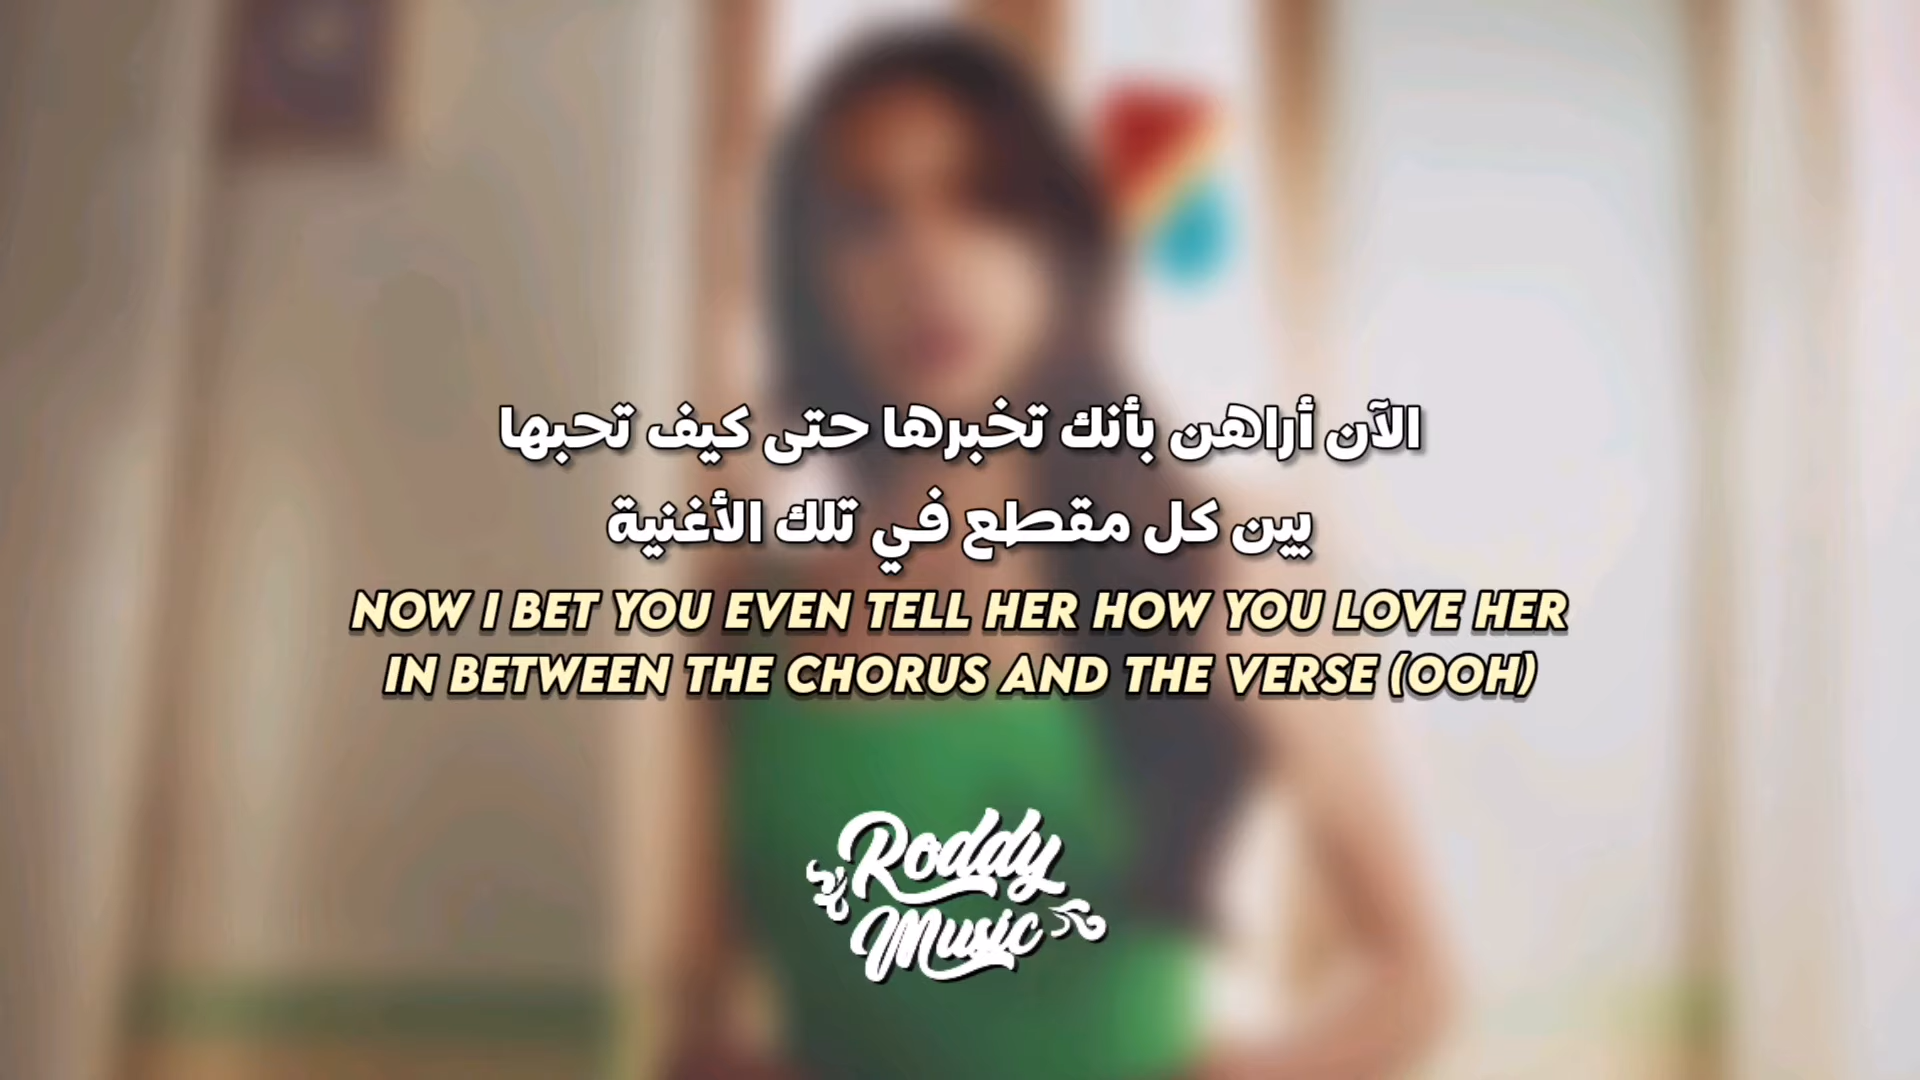 الآن أراهن بأنك تخبرها حتى كيف تحبها
بين كل مقطع في تلك الأغنية
NOW I BET YOU EVEN TELL HER HOW YOU LOVE HER
IN BETWEEN THE CHORUS AND THE VERSE (OOH)
Roddy
Music